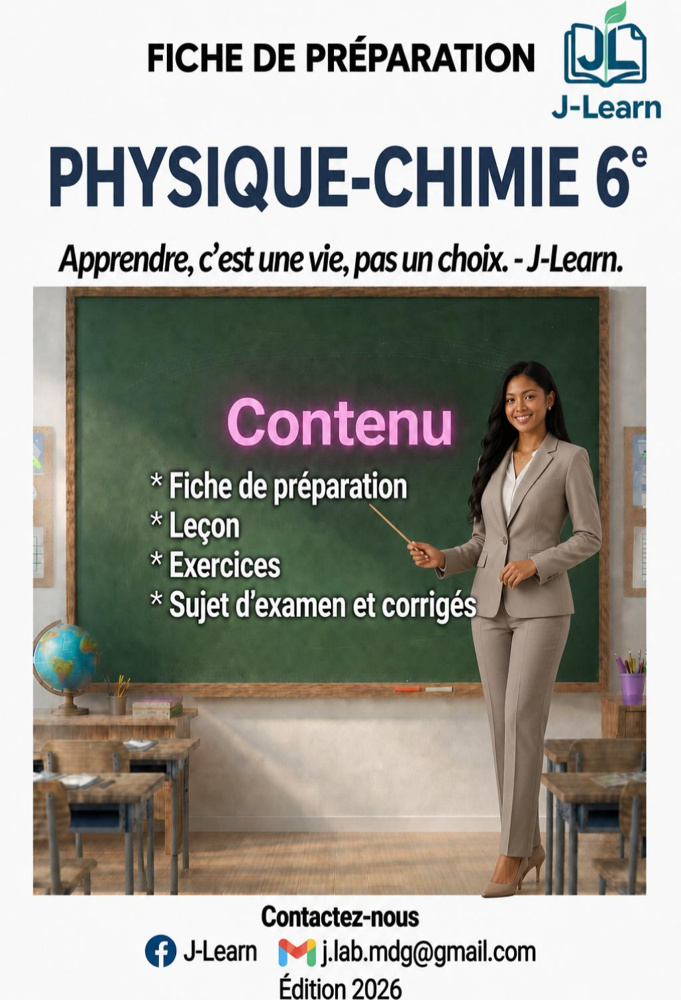 FICHE DE PRÉPARATION
JL
J-Learn
PHYSIQUE-CHIMIE 6e
Apprendre, c'est une vie, pas un choix. - J-Learn.
Contenu
* Fiche de préparation
* Leçon
* Exercices
* Sujet d'examen et corrigés
Contactez-nous
J-Learn j.lab.mdg@gmail.com
Édition 2026